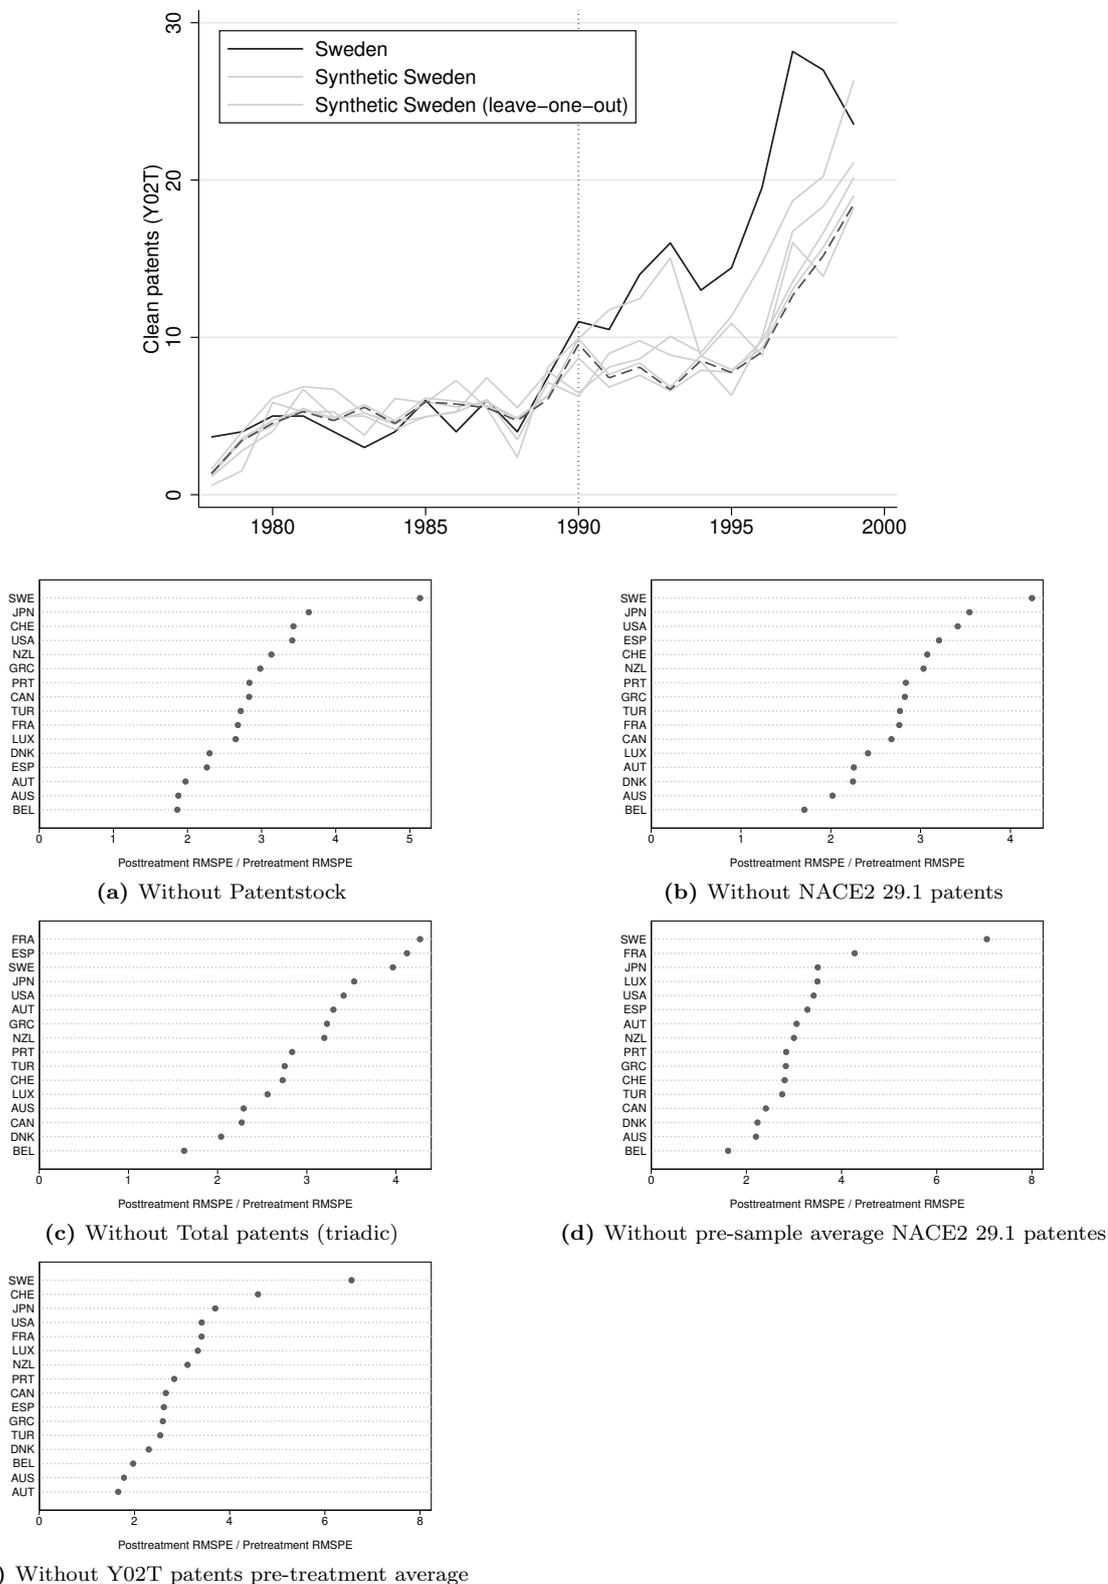 30
20
10
0
Clean patents (Y02T)
Sweden
Synthetic Sweden
Synthetic Sweden (leave−one−out)
1980 1985 1990 1995 2000
SWE
JPN
CHE
USA
NZL
GRC
PRT
CAN
TUR
FRA
LUX
DNK
ESP
AUT
AUS
BEL
0 1 2 3 4 5
Posttreatment RMSPE / Pretreatment RMSPE
(a) Without Patentstock
SWE
JPN
USA
ESP
CHE
NZL
PRT
GRC
TUR
FRA
CAN
LUX
AUT
DNK
AUS
BEL
0 1 2 3 4
Posttreatment RMSPE / Pretreatment RMSPE
(b) Without NACE2 29.1 patents
FRA
ESP
SWE
JPN
USA
AUT
GRC
NZL
PRT
TUR
CHE
LUX
AUS
CAN
DNK
BEL
0 1 2 3 4
Posttreatment RMSPE / Pretreatment RMSPE
(c) Without Total patents (triadic)
SWE
FRA
JPN
LUX
USA
ESP
AUT
NZL
PRT
GRC
CHE
TUR
CAN
DNK
AUS
BEL
0 2 4 6 8
Posttreatment RMSPE / Pretreatment RMSPE
(d) Without pre-sample average NACE2 29.1 patentes
SWE
CHE
JPN
USA
FRA
LUX
NZL
PRT
CAN
ESP
GRC
TUR
DNK
BEL
AUS
AUT
0 2 4 6 8
Posttreatment RMSPE / Pretreatment RMSPE
) Without Y02T patents pre-treatment average